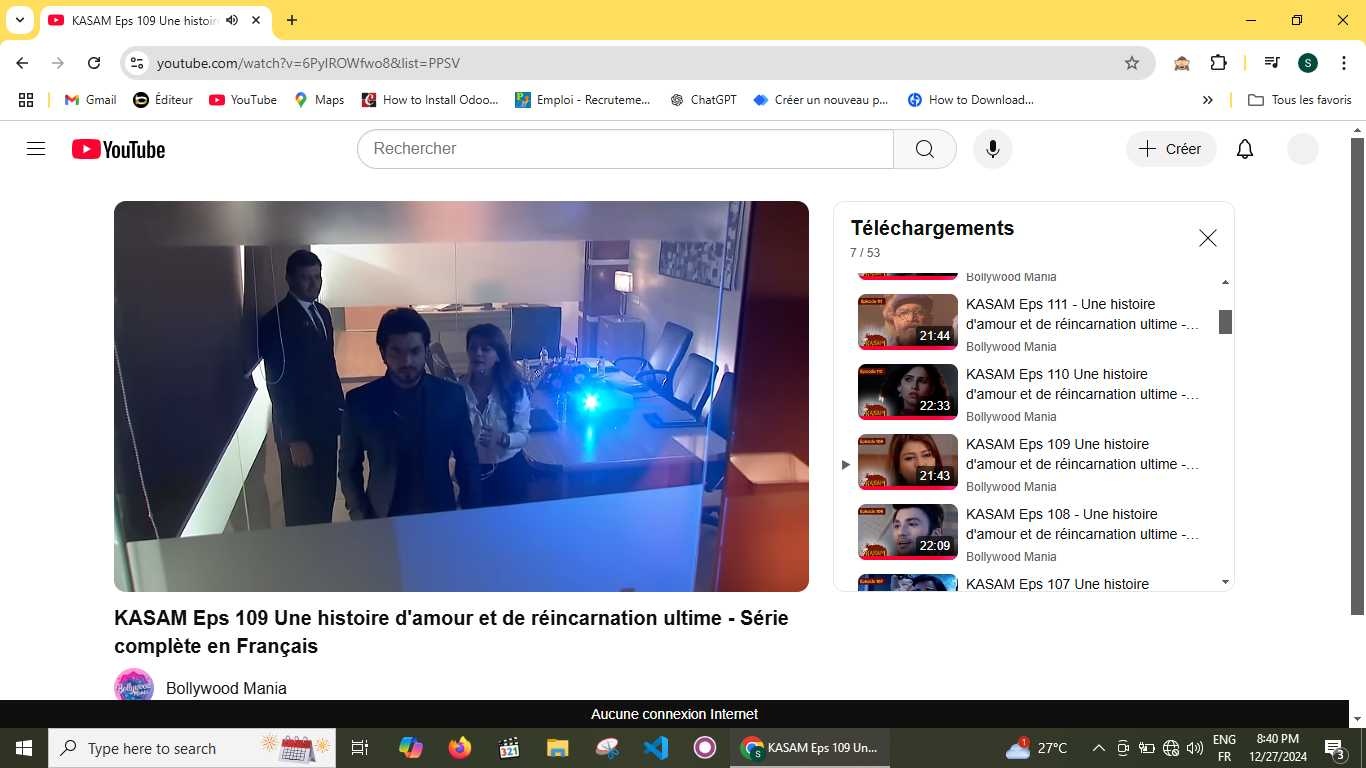 KASAM Eps 109 Une histoir
youtube.com/watch?v=6PyIROWfwo8&list=PPSV
S
Gmail
Éditeur
YouTube
Maps
How to Install Odoo...
Emploi - Recruteme...
ChatGPT
Créer un nouveau p...
How to Download...
»
Tous les favoris
YouTube
Rechercher
Créer
Téléchargements
7 / 53
Bollywood Mania
KASAM Eps 111 - Une histoire
d'amour et de réincarnation ultime -...
21:44
Bollywood Mania
KASAM Eps 110 Une histoire
d'amour et de réincarnation ultime -...
22:33
Bollywood Mania
KASAM Eps 109 Une histoire
d'amour et de réincarnation ultime -...
21:43
Bollywood Mania
KASAM Eps 108 - Une histoire
d'amour et de réincarnation ultime -...
22:09
Bollywood Mania
KASAM Eps 107 Une histoire
KASAM Eps 109 Une histoire d'amour et de réincarnation ultime - Série
complète en Français
Bollywood Mania
Aucune connexion Internet
Type here to search
KASAM Eps 109 Un...
27°C
ENG
FR
8:40 PM
12/27/2024
3